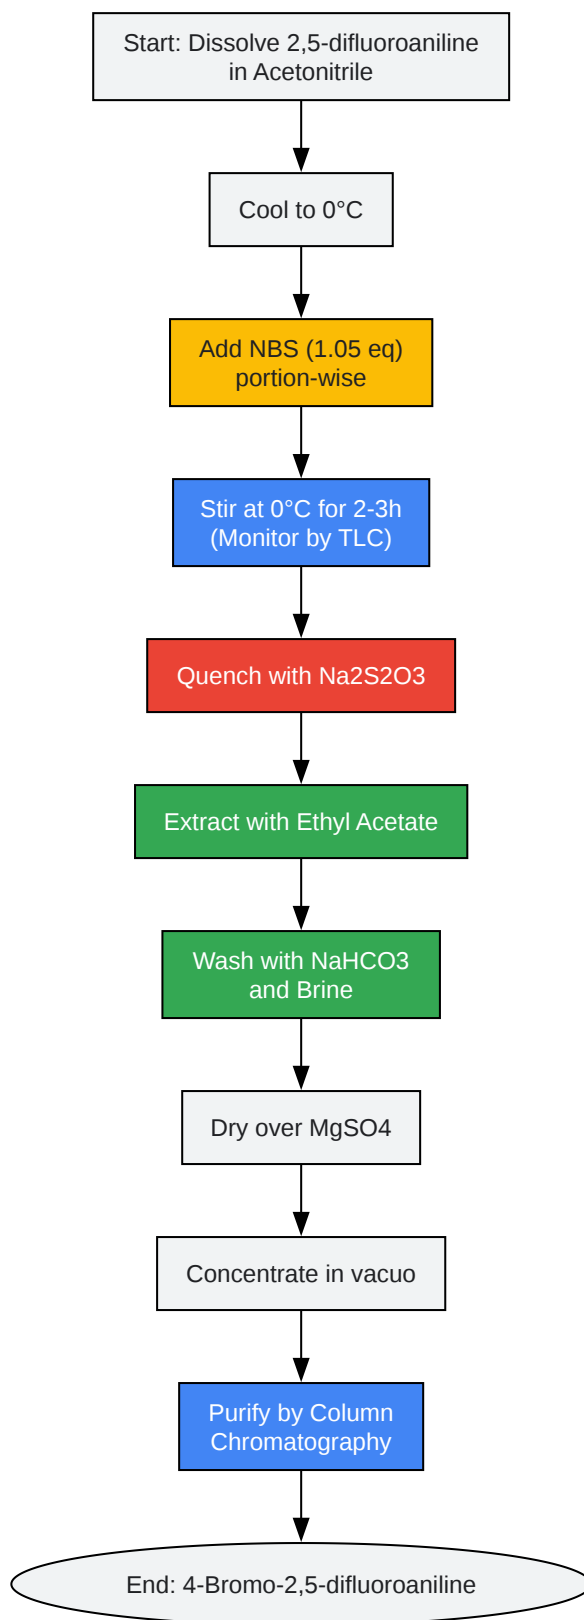 Start: Dissolve 2,5-difluoroaniline
in Acetonitrile
Cool to 0°C
Add NBS (1.05 eq)
portion-wise
Stir at 0°C for 2-3h
(Monitor by TLC)
Quench with Na2S2O3
Extract with Ethyl Acetate
Wash with NaHCO3
and Brine
Dry over MgSO4
Concentrate in vacuo
Purify by Column
Chromatography
End: 4-Bromo-2,5-difluoroaniline